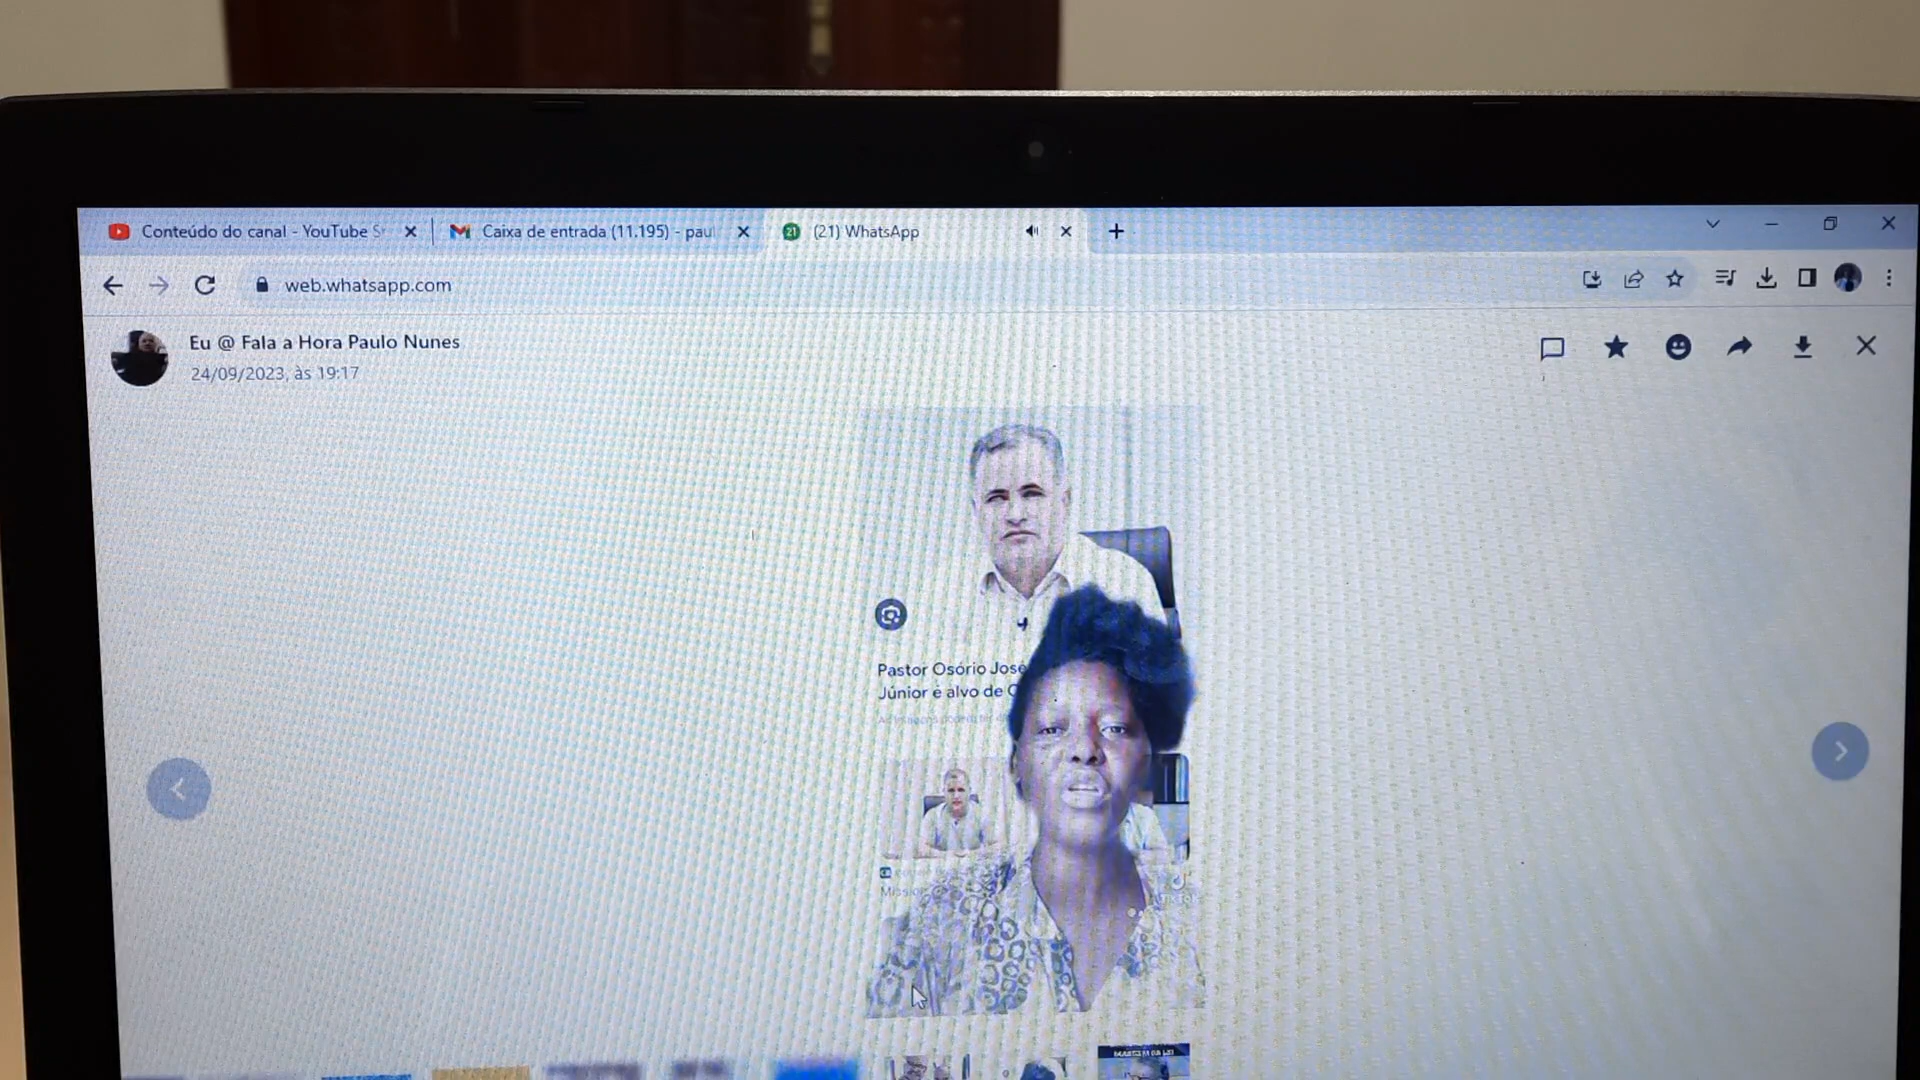 Conteúdo do canal - YouTube S
Caixa de entrada (11.195) - paul
21
(21) WhatsApp
web.whatsapp.com
Eu @ Fala a Hora Paulo Nunes
24/09/2023, às 19:17
Pastor Osório José
Júnior é alvo de